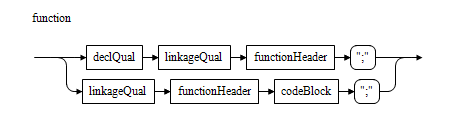 function
declQual linkageQual functionHeader ";"
linkageQual functionHeader codeBlock ";"